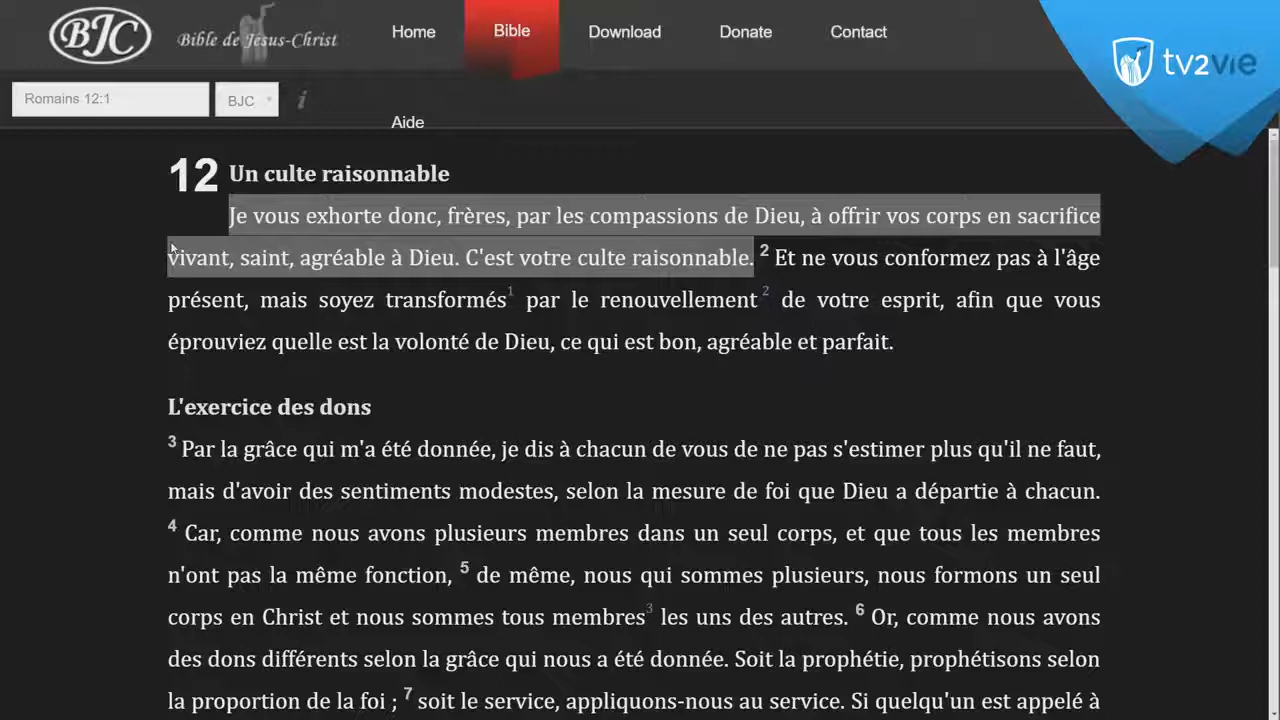 BJC Bible de Jésus-Christ Home Bible Download Donate Contact
tv2vie
Romains 12:1 BJC i
Aide
12 Un culte raisonnable
Je vous exhorte donc, frères, par les compassions de Dieu, à offrir vos corps en sacrifice
vivant, saint, agréable à Dieu. C'est votre culte raisonnable. 2 Et ne vous conformez pas à l'âge
présent, mais soyez transformés1 par le renouvellement 2 de votre esprit, afin que vous
éprouviez quelle est la volonté de Dieu, ce qui est bon, agréable et parfait.
L'exercice des dons
3 Par la grâce qui m'a été donnée, je dis à chacun de vous de ne pas s'estimer plus qu'il ne faut,
mais d'avoir des sentiments modestes, selon la mesure de foi que Dieu a départie à chacun.
4 Car, comme nous avons plusieurs membres dans un seul corps, et que tous les membres
n'ont pas la même fonction, 5 de même, nous qui sommes plusieurs, nous formons un seul
corps en Christ et nous sommes tous membres3 les uns des autres. 6 Or, comme nous avons
des dons différents selon la grâce qui nous a été donnée. Soit la prophétie, prophétisons selon
la proportion de la foi ; 7 soit le service, appliquons-nous au service. Si quelqu'un est appelé à